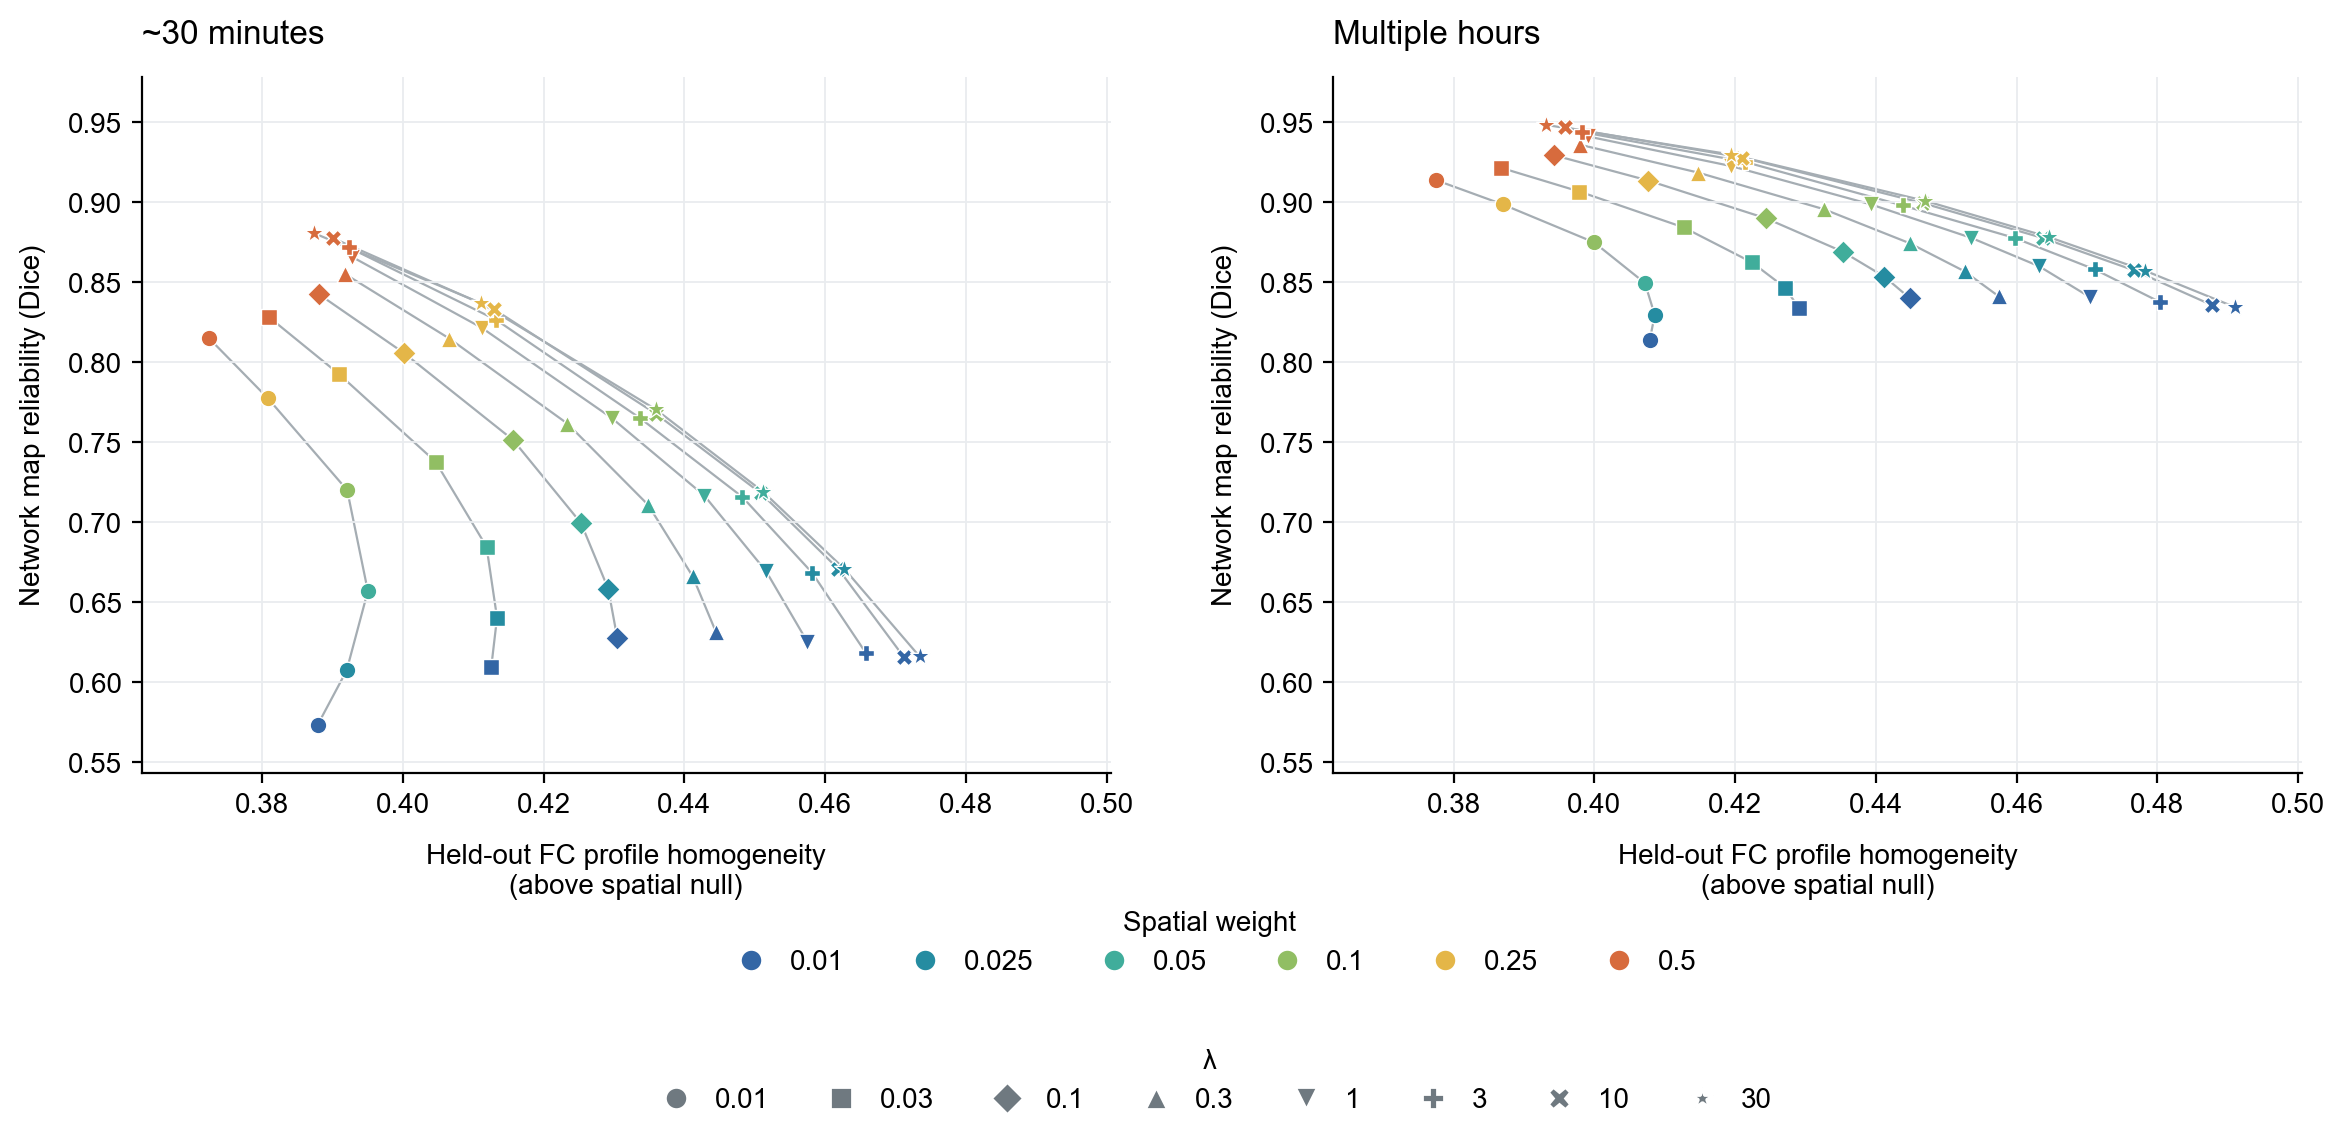 ~30 minutes
Multiple hours
Network map reliability (Dice)
0.95
0.90
0.85
0.80
0.75
0.70
0.65
0.60
0.55
0.38 0.40 0.42 0.44 0.46 0.48 0.50
Held-out FC profile homogeneity
(above spatial null)
Network map reliability (Dice)
0.95
0.90
0.85
0.80
0.75
0.70
0.65
0.60
0.55
0.38 0.40 0.42 0.44 0.46 0.48 0.50
Held-out FC profile homogeneity
(above spatial null)
Spatial weight
0.01 0.025 0.05 0.1 0.25 0.5
λ
0.01 0.03 0.1 0.3 1 3 10 30